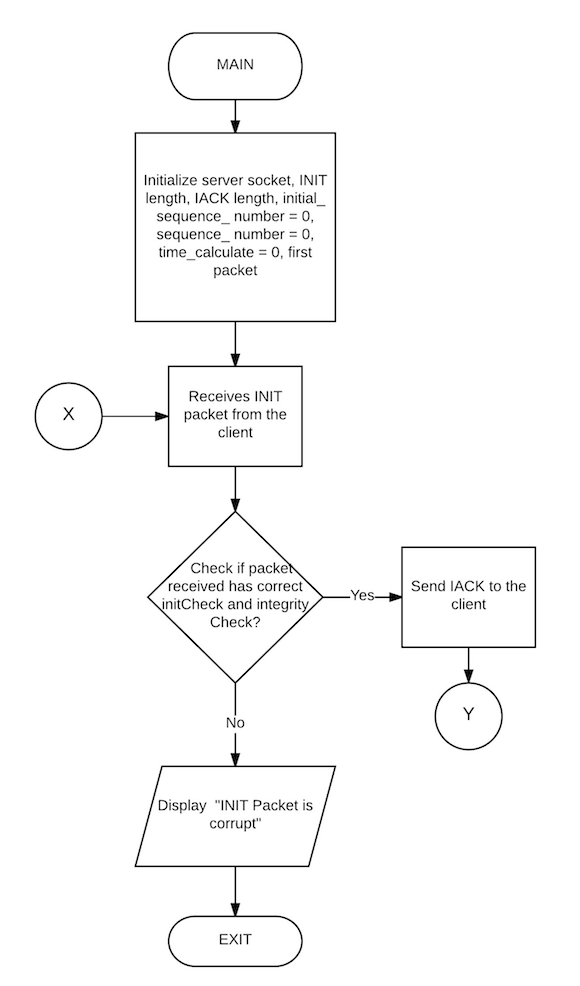 MAIN
Initialize server socket, INIT
length, IACK length, initial_
sequence_ number = 0,
sequence_ number = 0,
time_calculate = 0, first
packet
X
Receives INIT
packet from the
client
Check if packet
received has correct
initCheck and integrity
Check?
Yes
Send IACK to the
client
Y
No
Display  "INIT Packet is
corrupt"
EXIT